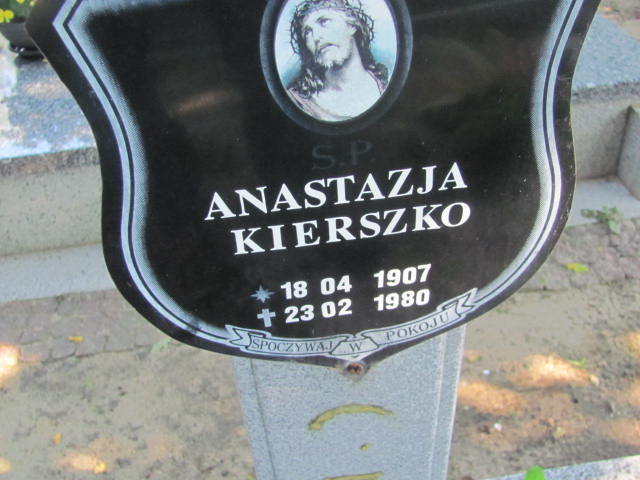 S.P.
ANASTAZJA
KIERSZKO
18 04 1907
23 02 1980
SPOCZYWAJ W POKOJU